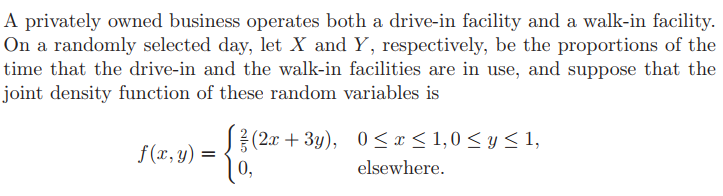 A privately owned business operates both a drive-in facility and a walk-in facility.
On a randomly selected day, let X and Y, respectively, be the proportions of the
time that the drive-in and the walk-in facilities are in use, and suppose that the
joint density function of these random variables is
f(x, y) = { 2/5 (2x + 3y), 0 ≤ x ≤ 1, 0 ≤ y ≤ 1,
0, elsewhere.